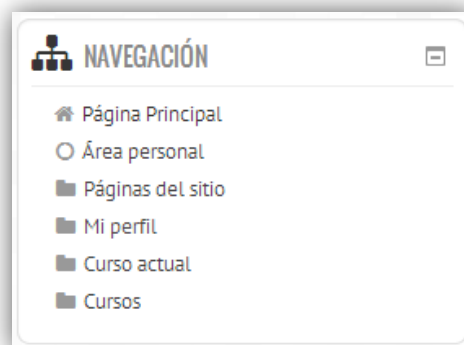 NAVEGACIÓN
Página Principal
Área personal
Páginas del sitio
Mi perfil
Curso actual
Cursos